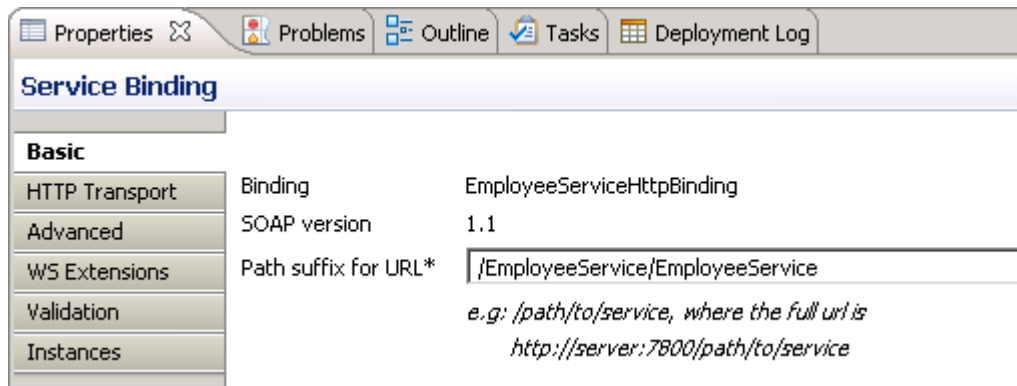 Properties Problems Outline Tasks Deployment Log
Service Binding
Basic
HTTP Transport
Advanced
WS Extensions
Validation
Instances
Binding EmployeeServiceHttpBinding
SOAP version 1.1
Path suffix for URL* /EmployeeService/EmployeeService
e.g: /path/to/service, where the full url is
http://server:7800/path/to/service